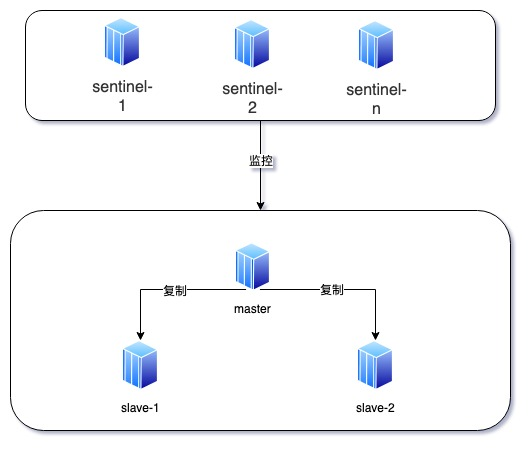 sentinel-
1
sentinel-
2
sentinel-
n
监控
复制
复制
master
slave-1
slave-2